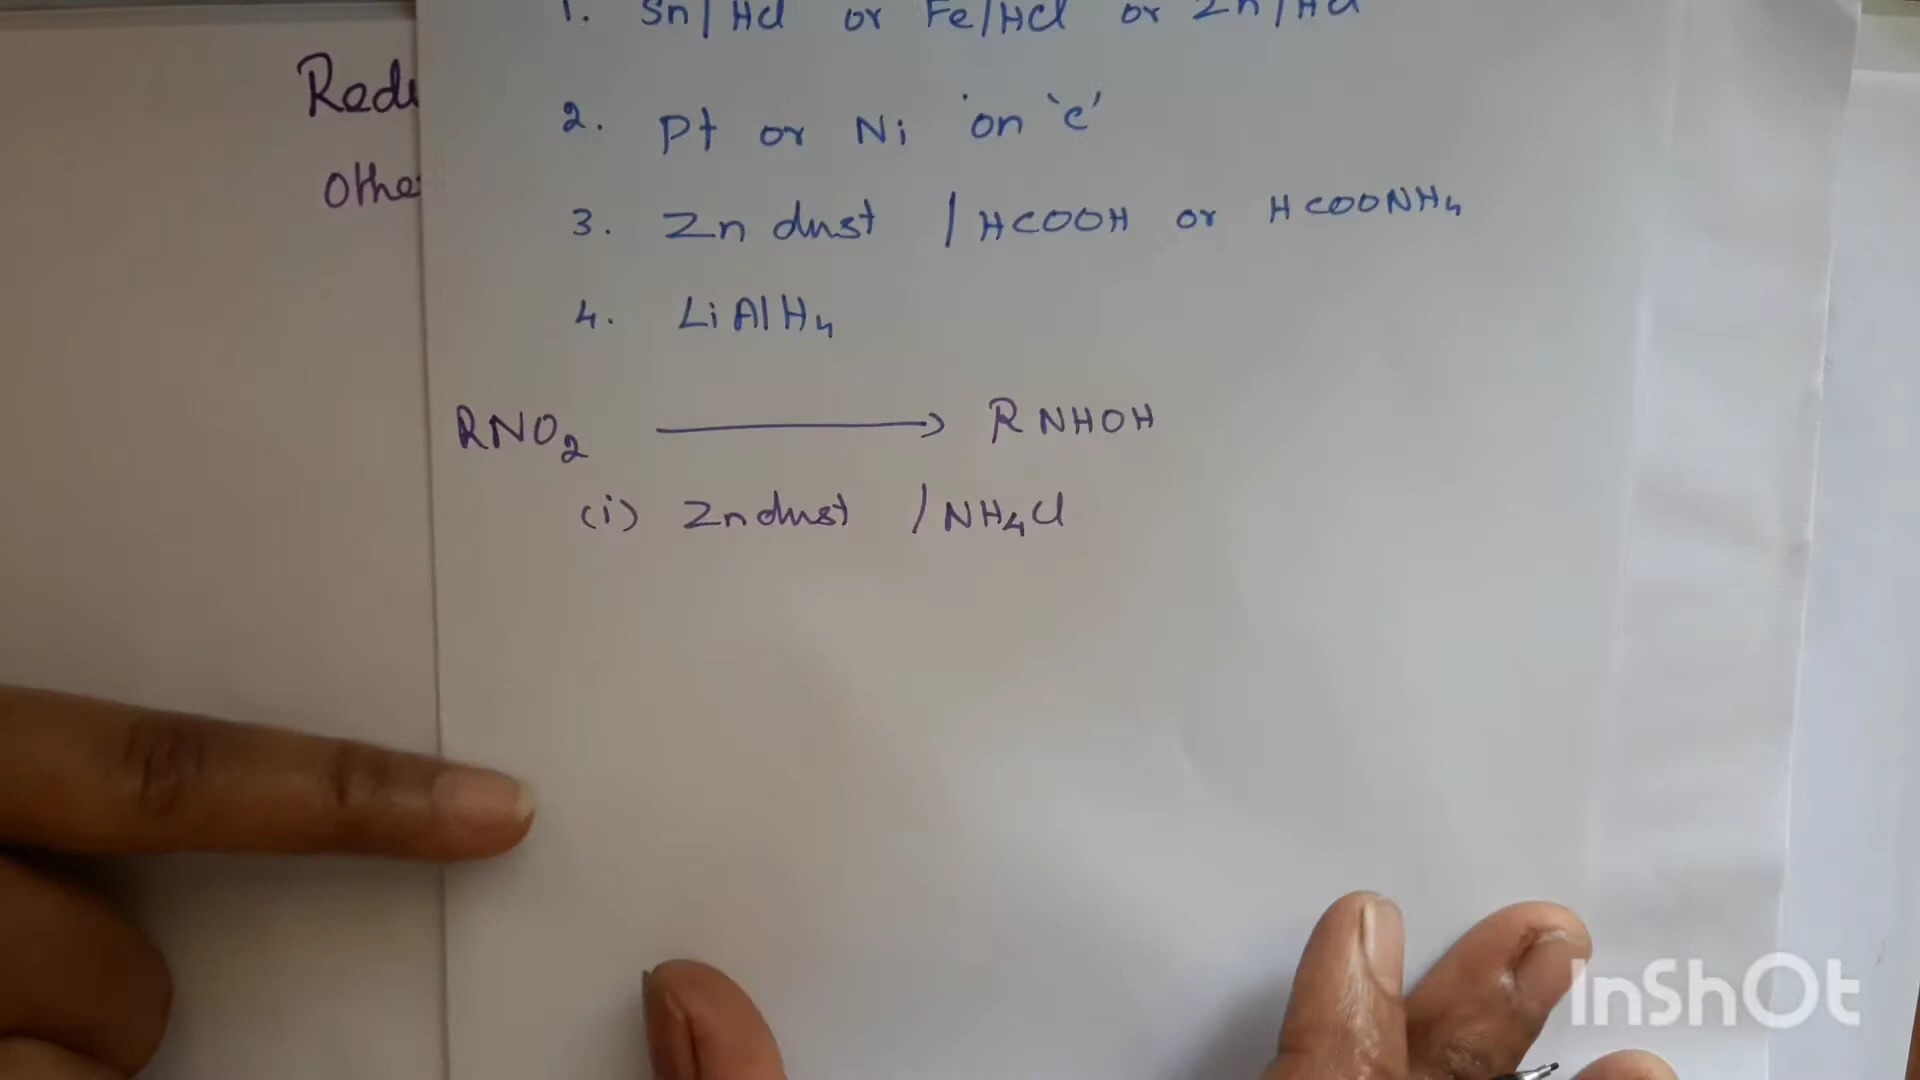 1. Sn/HCl or Fe/HCl or Zn/HCl
Redu
2. Pt or Ni on 'c'
Othe
3. Zn dust / HCOOH or HCOONH4
4. LiAlH4
RNO2 → RNHOH
(i) Zn dust / NH4Cl
InShOt